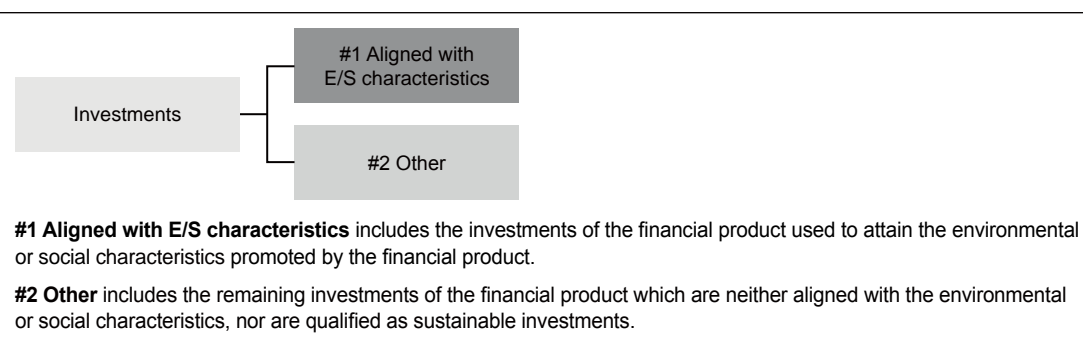 #1 Aligned with
E/S characteristics
Investments
#2 Other
#1 Aligned with E/S characteristics includes the investments of the financial product used to attain the environmental
or social characteristics promoted by the financial product.
#2 Other includes the remaining investments of the financial product which are neither aligned with the environmental
or social characteristics, nor are qualified as sustainable investments.